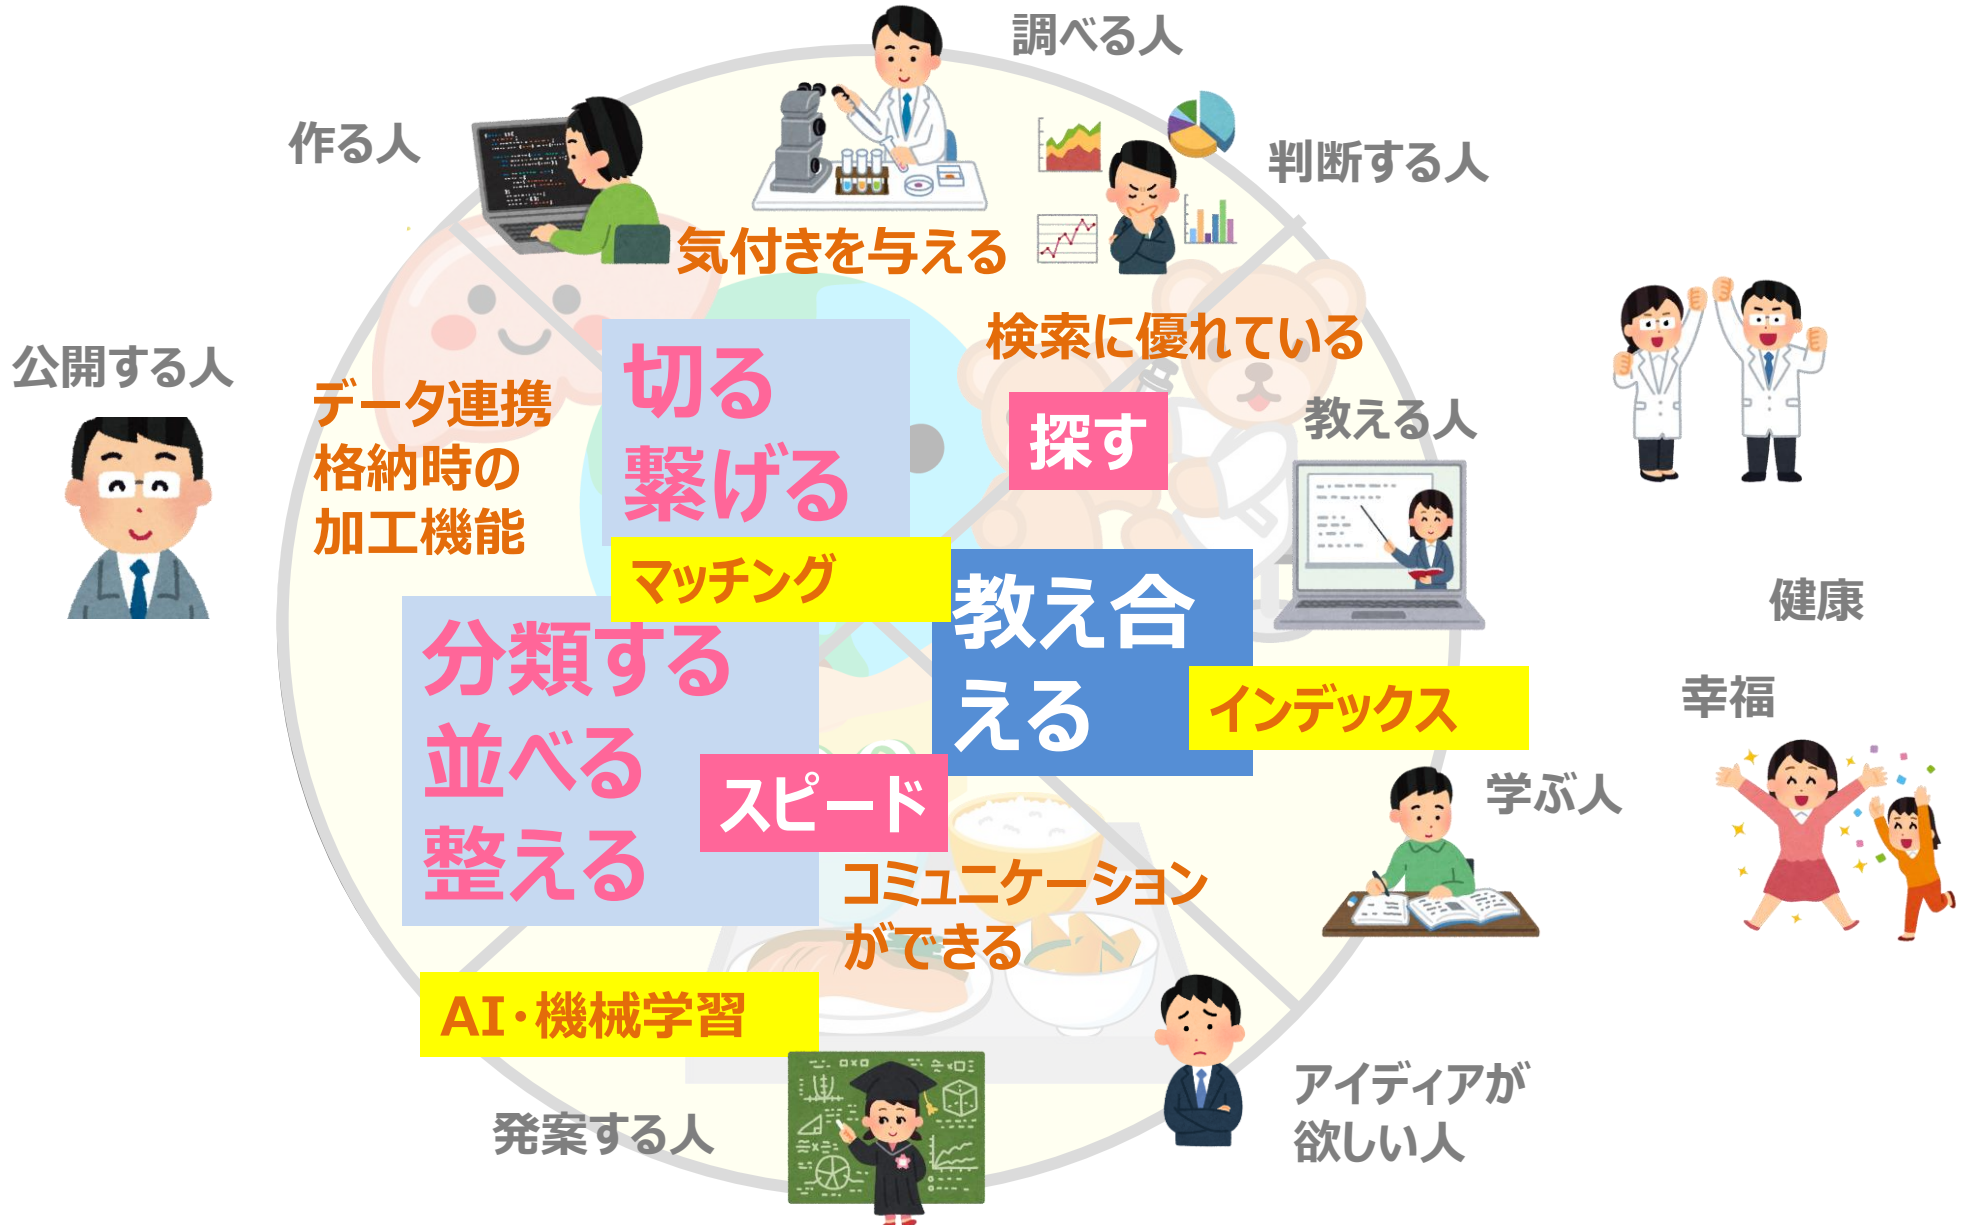 調べる人
作る人
判断する人
気付きを与える
検索に優れている
公開する人
データ連携
格納時の
加工機能
切る
繋げる
探す
教える人
マッチング
教え合
える
健康
分類する
並べる
整える
インデックス
幸福
スピード
学ぶ人
コミュニケーション
ができる
AI・機械学習
発案する人
アイディアが
欲しい人